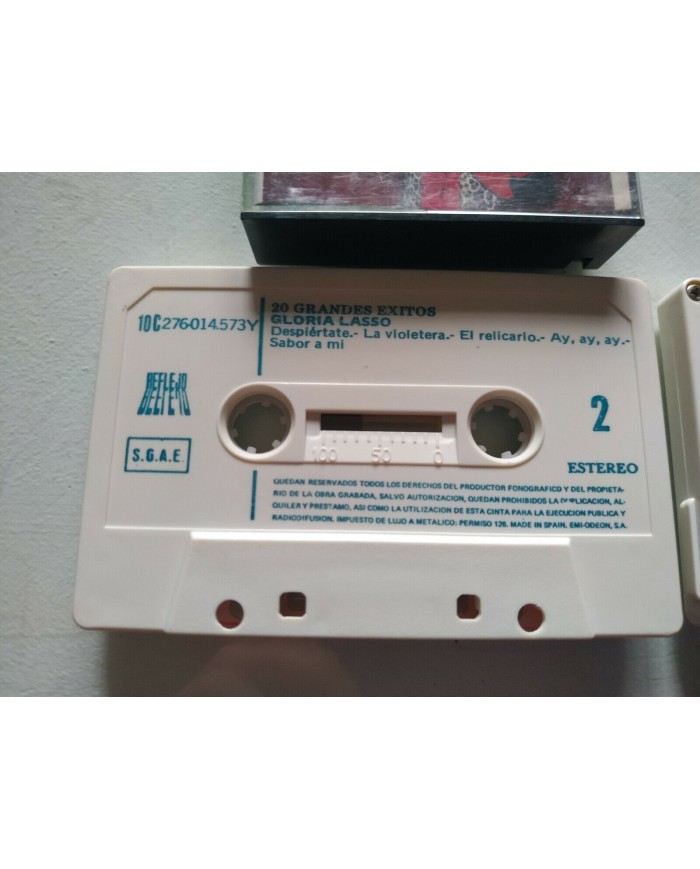 20 GRANDES EXITOS
10C276-014.573Y
GLORIA LASSO
Despiértate.- La violetera.- El relicario.- Ay, ay, ay.-
Sabor a mi
REFLEJO
2
S.G.A.E.
ESTEREO
QUEDAN RESERVADOS TODOS LOS DERECHOS DEL PRODUCTOR FONOGRAFICO Y DEL PROPIETA-
RIO DE LA OBRA GRABADA, SALVO AUTORIZACION, QUEDAN PROHIBIDOS LA DUPLICACION, AL-
QUILER Y PRESTAMO, ASI COMO LA UTILIZACION DE ESTA CINTA PARA LA EJECUCION PUBLICA Y
RADIODIFUSION. IMPUESTO DE LUJO A METALICO: PERMISO 126. MADE IN SPAIN. EMI-ODEON, S.A.
100 50 0